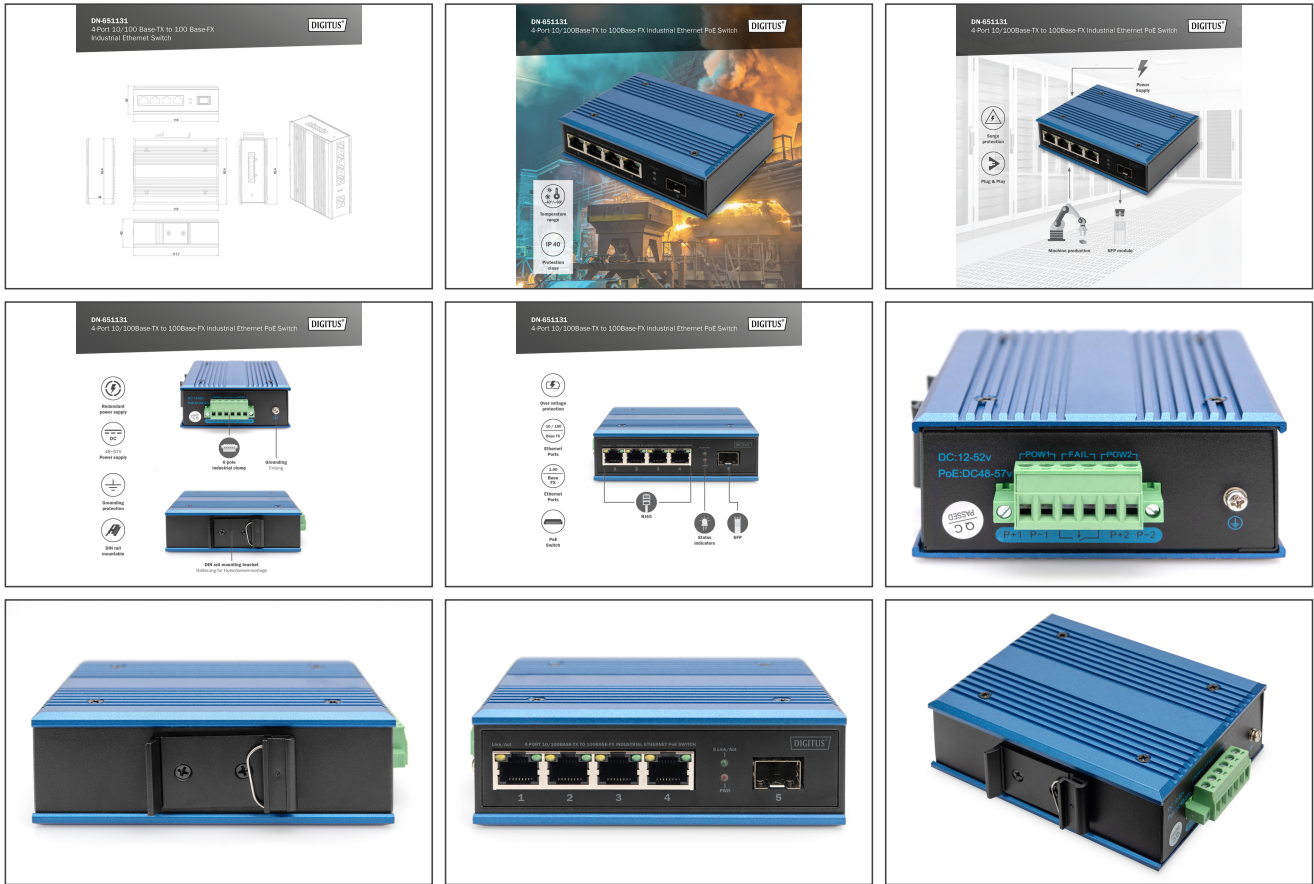 DN-651131
4-Port 10/100 Base-TX to 100 Base-FX
Industrial Ethernet Switch
DIGITUS®
DN-651131
4-Port 10/100Base-TX to 100Base-FX Industrial Ethernet PoE Switch
DIGITUS®
Temperature
range
IP 40
Protection
class
DN-651131
4-Port 10/100Base-TX to 100Base-FX Industrial Ethernet PoE Switch
DIGITUS®
Power
Supply
Surge
protection
Plug & Play
Machine production
SFP module
DN-651131
4-Port 10/100Base-TX to 100Base-FX Industrial Ethernet PoE Switch
DIGITUS®
Redundant
power supply
DC
48-57V
Power supply
Grounding
protection
DIN rail
mountable
6 pole
industrial clamp
Grounding
Erdung
DIN rail mounting bracket
Halterung für Hutschienenmontage
DN-651131
4-Port 10/100Base-TX to 100Base-FX Industrial Ethernet PoE Switch
DIGITUS®
Over voltage
protection
10 / 100
Base TX
Ethernet
Ports
Base
FX
Ethernet
Ports
PoE
Switch
RJ45
Status
indicators
SFP
DC:12-52v
PoE:DC48-57v
POW1 FAIL POW2
QC
PASSED
P+1 P-1 P+2 P-2
Link/Act 4-PORT 10/100BASE-TX TO 100BASE-FX INDUSTRIAL ETHERNET PoE SWITCH
5 Link/Act
DIGITUS®
PWR
1 2 3 4 5